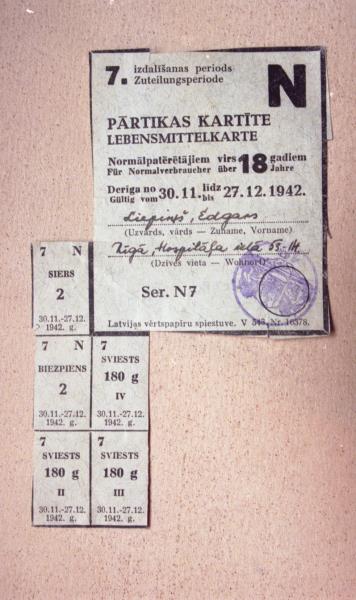 7. izdalīšanas periods
Zuteilungsperiode
N
PĀRTIKAS KARTĪTE
LEBENSMITTELKARTE
Normālpatērētājiem virs 18 gadiem
Für Normalverbraucher über Jahre
Derīga no 30.11. līdz 27.12.1942.
Gültig vom bis
Liepiņš, Edgars
(Uzvārds, vārds — Zuname, Vorname)
Rīgā, Hospitāļa ielā
(Dzīves vieta — Wohnort)
Ser. N7
Latvijas vērtspapīru spiestuve. V 543, Nr. 16378.
7 N
SIERS
2
30.11.-27.12.
1942. g.
7 N
BIEZPIENS
2
30.11.-27.12.
1942. g.
7
SVIESTS
180 g
IV
30.11.-27.12.
1942. g.
7
SVIESTS
180 g
II
30.11.-27.12.
1942. g.
7
SVIESTS
180 g
III
30.11.-27.12.
1942. g.